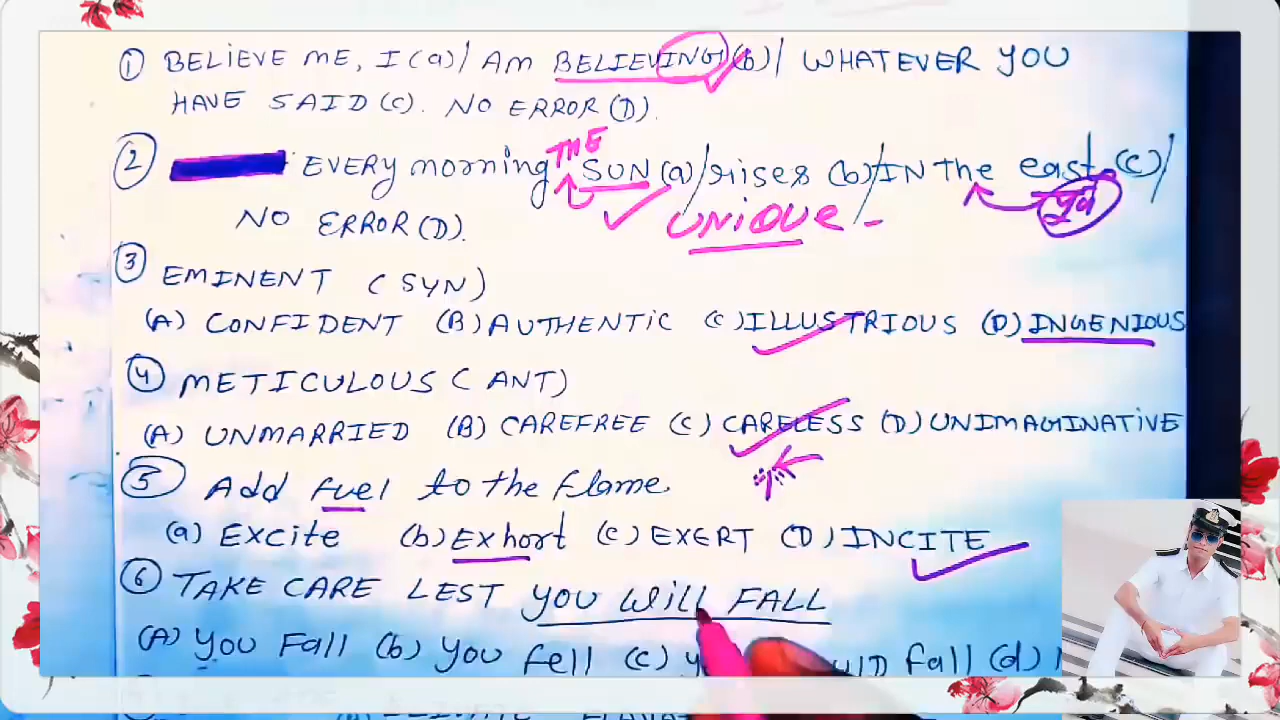 ① BELIEVE ME, I (a)/ AM BELIEVING (b)/ WHATEVER YOU
HAVE SAID (C). NO ERROR (D).
② EVERY morning THE SUN (a)/ rises (b)/ IN the east (c)/
UNIQUE पूर्व
NO ERROR (D).
③ EMINENT (SYN)
(A) CONFIDENT (B) AUTHENTIC (C) ILLUSTRIOUS (D) INGENIOUS
④ METICULOUS (ANT)
(A) UNMARRIED (B) CAREFREE (C) CARELESS (D) UNIMAGINATIVE
⑤ Add fuel to the flame.
(a) Excite (b) Exhort (c) EXERT (D) INCITE
⑥ TAKE CARE LEST YOU WILL FALL
(A) You Fall (b) You fell (c) fall (d)